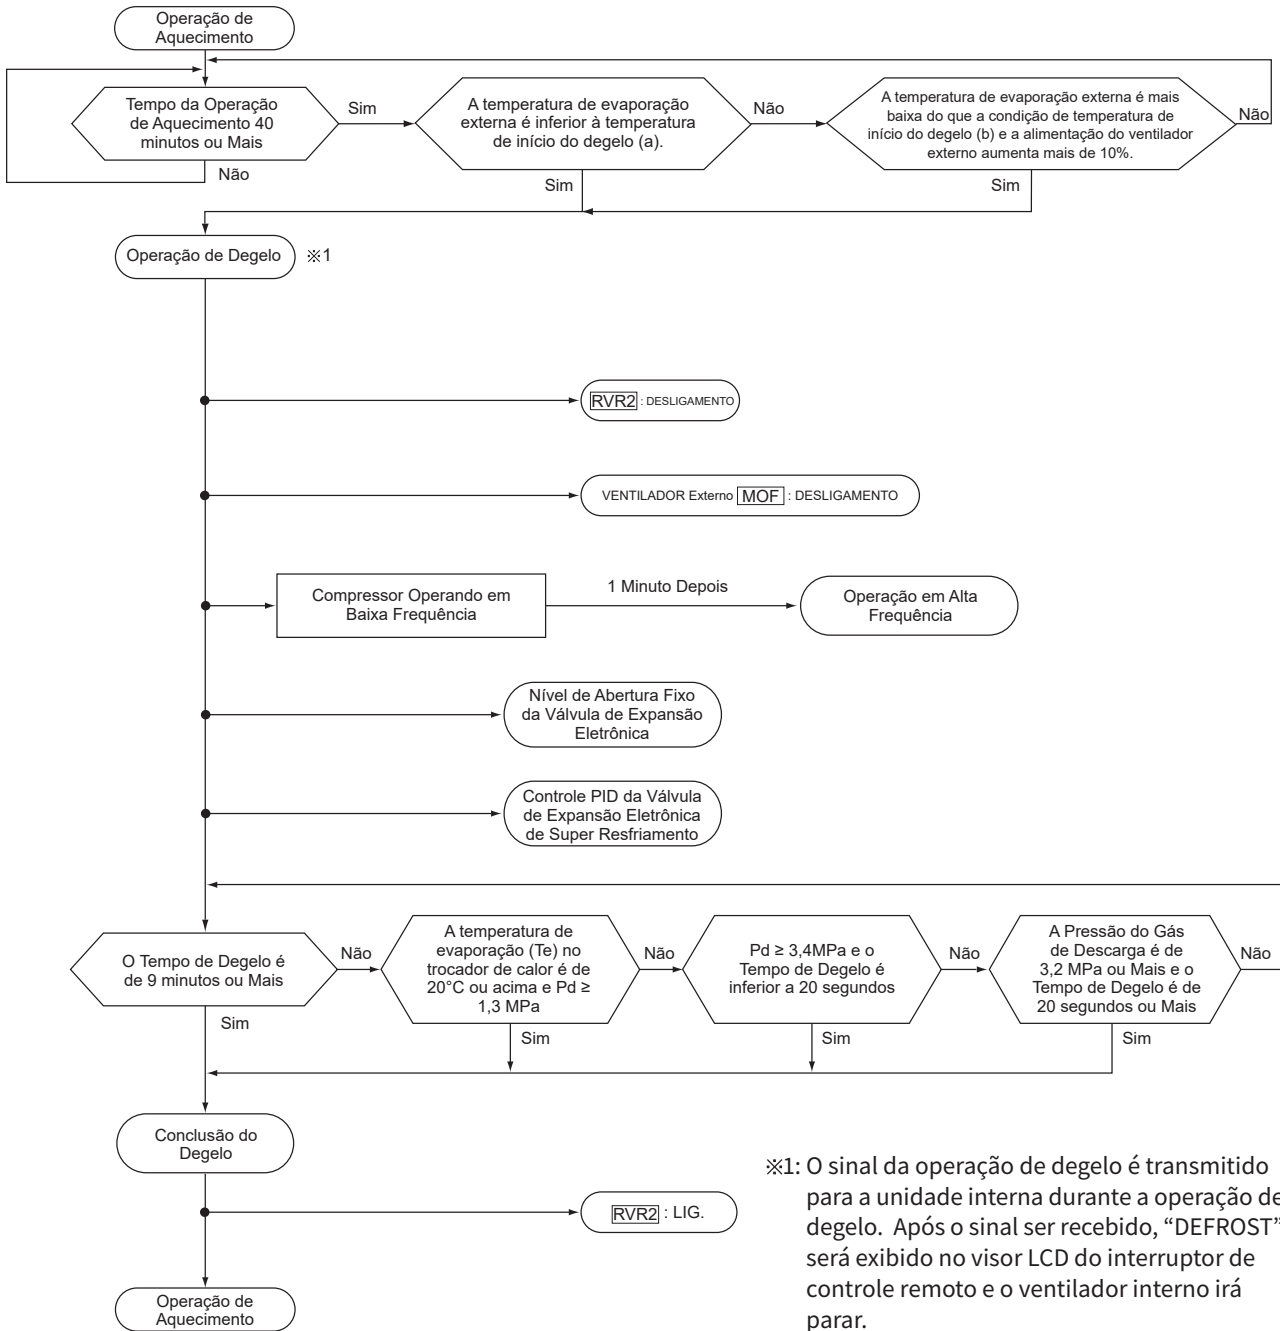 Operação de
Aquecimento
Tempo da Operação
de Aquecimento 40
minutos ou Mais
Sim
Não
A temperatura de evaporação
externa é inferior à temperatura
de início do degelo (a).
Não
Sim
A temperatura de evaporação externa é mais
baixa do que a condição de temperatura de
início do degelo (b) e a alimentação do ventilador
externo aumenta mais de 10%.
Não
Sim
Operação de Degelo ※1
RVR2 : DESLIGAMENTO
VENTILADOR Externo MOF : DESLIGAMENTO
Compressor Operando em
Baixa Frequência
1 Minuto Depois
Operação em Alta
Frequência
Nível de Abertura Fixo
da Válvula de Expansão
Eletrônica
Controle PID da Válvula
de Expansão Eletrônica
de Super Resfriamento
O Tempo de Degelo é
de 9 minutos ou Mais
Não
Sim
A temperatura de
evaporação (Te) no
trocador de calor é de
20°C ou acima e Pd ≥
1,3 MPa
Não
Sim
Pd ≥ 3,4MPa e o
Tempo de Degelo é
inferior a 20 segundos
Não
Sim
A Pressão do Gás
de Descarga é de
3,2 MPa ou Mais e o
Tempo de Degelo é de
20 segundos ou Mais
Não
Sim
Conclusão do
Degelo
RVR2 : LIG.
Operação de
Aquecimento
※1: O sinal da operação de degelo é transmitido
para a unidade interna durante a operação de
degelo. Após o sinal ser recebido, “DEFROST”
será exibido no visor LCD do interruptor de
controle remoto e o ventilador interno irá
parar.